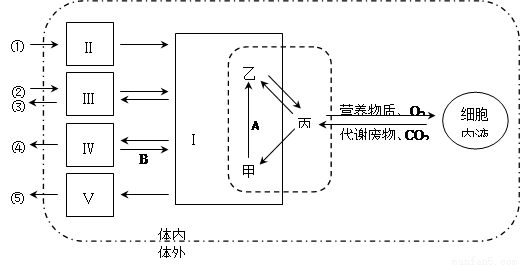 ① Ⅱ
② Ⅲ
③
④ Ⅳ B
⑤ Ⅴ
Ⅰ
乙
A
甲
丙
营养物质、O₂
代谢废物、CO₂
细胞
内液
体内
体外